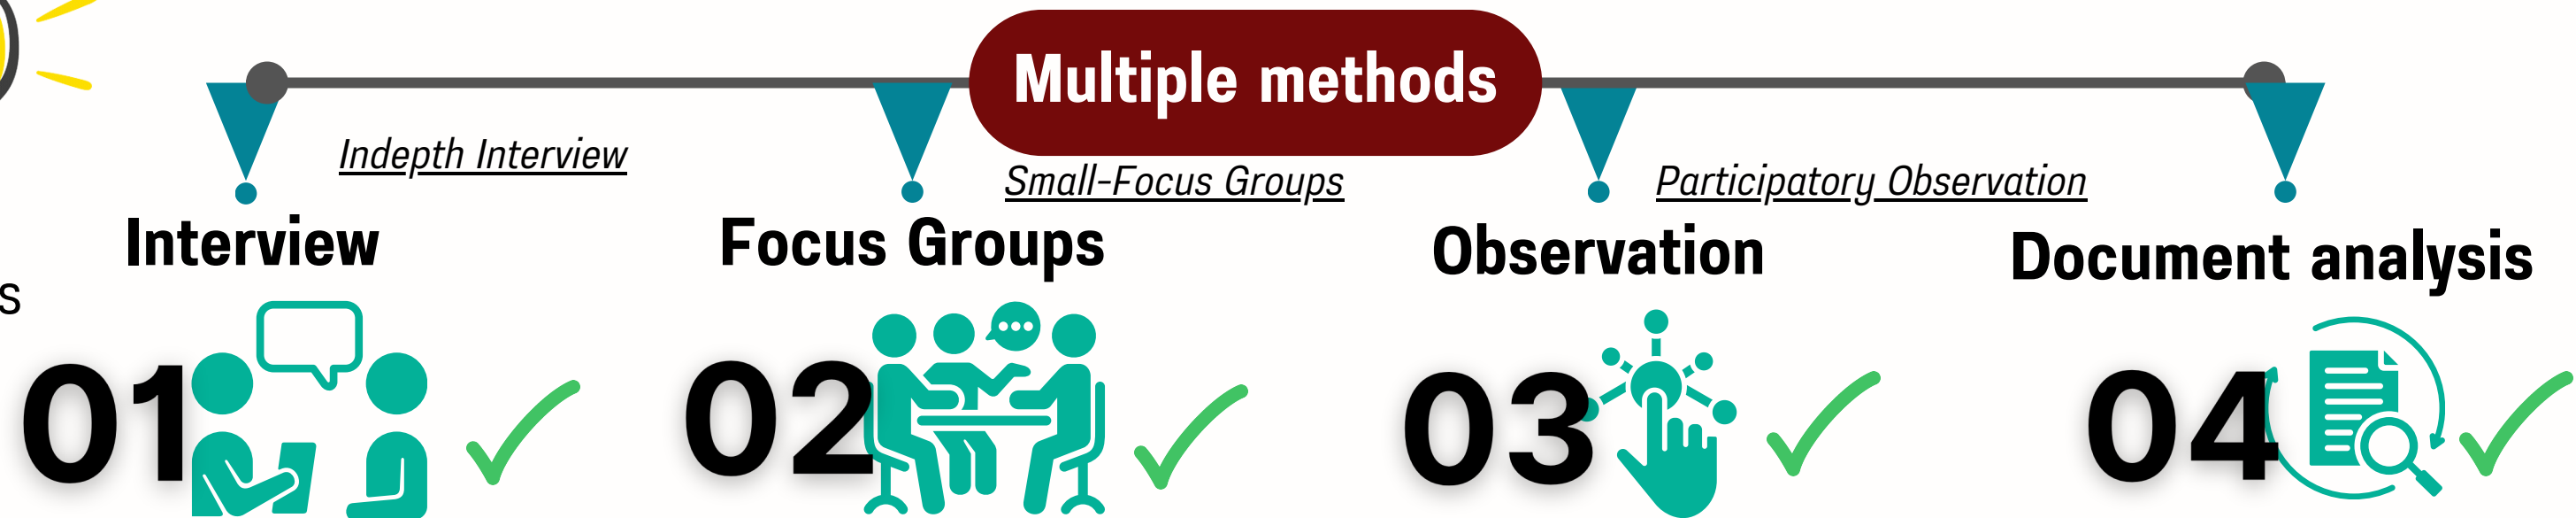 Multiple methods
Indepth Interview
Small-Focus Groups
Participatory Observation
Interview
Focus Groups
Observation
Document analysis
s
01
02
03
04